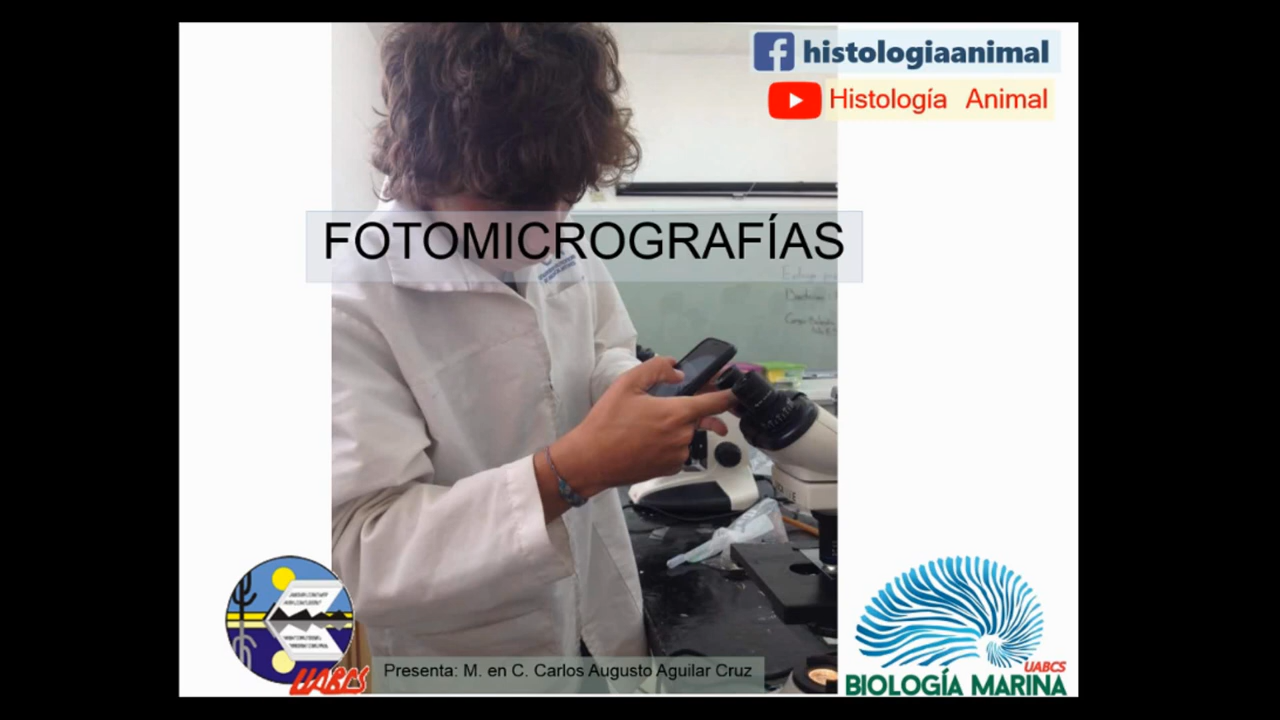 histologiaanimal
Histología Animal
FOTOMICROGRAFÍAS
UABCS
Presenta: M. en C. Carlos Augusto Aguilar Cruz
UABCS
BIOLOGÍA MARINA